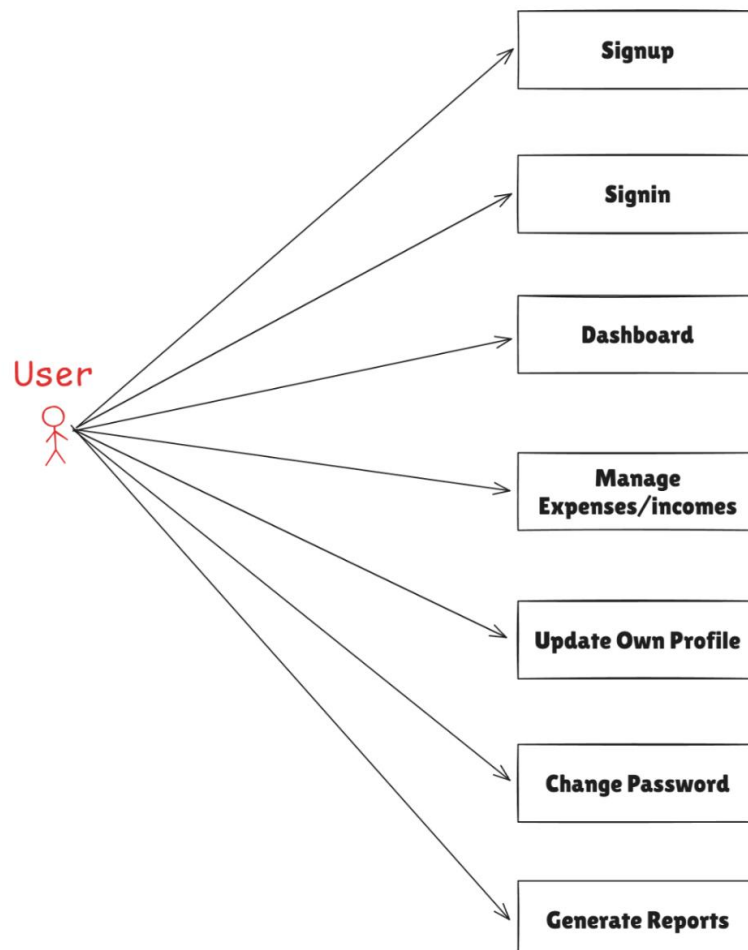 Signup
Signin
Dashboard
User
Manage
Expenses/incomes
Update Own Profile
Change Password
Generate Reports